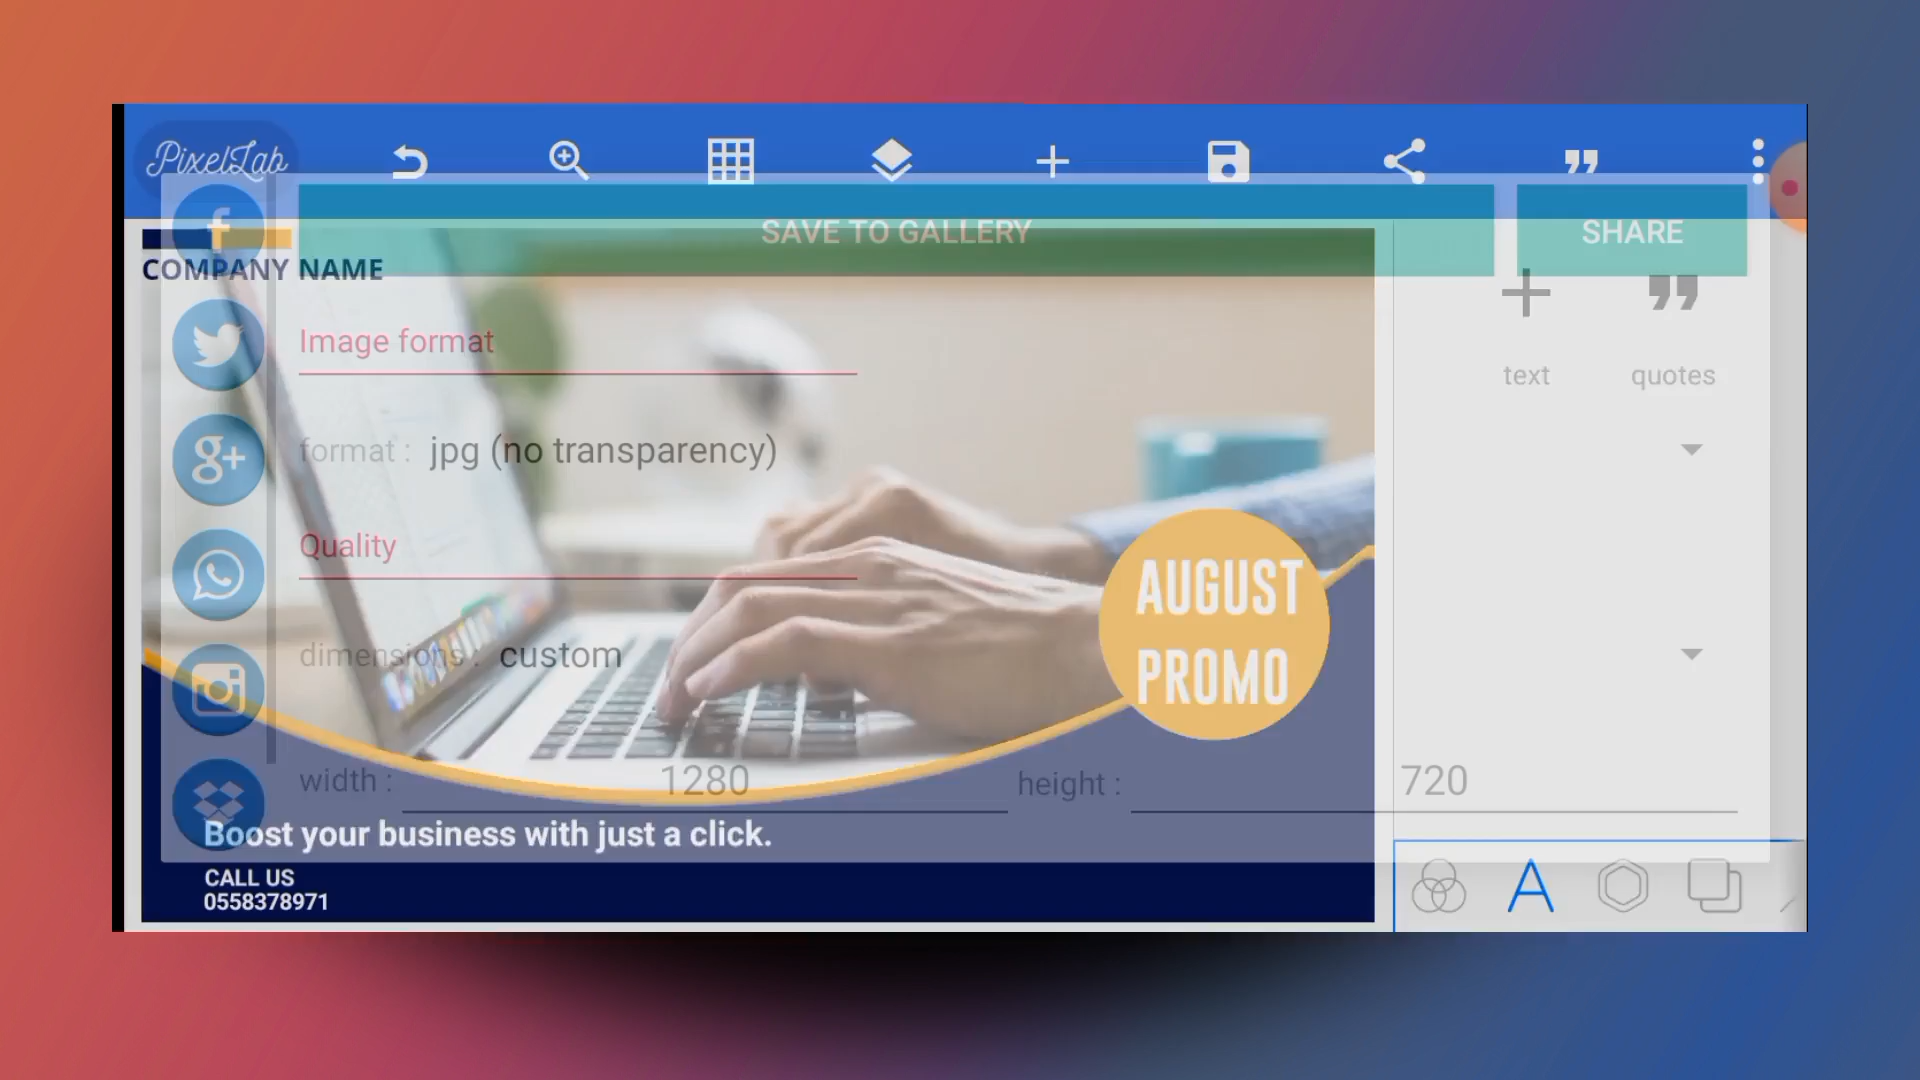 PixelLab
SAVE TO GALLERY
SHARE
COMPANY NAME
Image format
text
quotes
format : jpg (no transparency)
Quality
AUGUST
PROMO
dimensions : custom
width : 1280 height : 720
Boost your business with just a click.
CALL US
0558378971